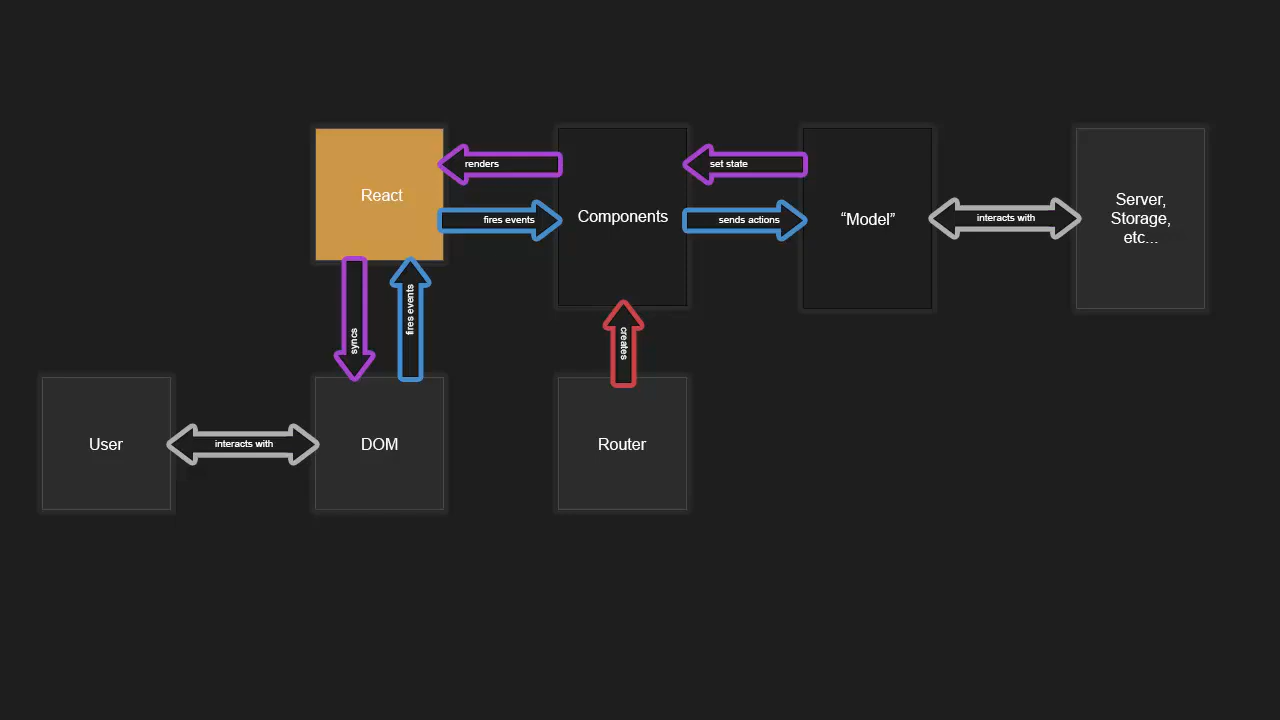 renders
set state
React
Server,
Storage,
etc...
Components
“Model”
fires events
sends actions
interacts with
fires events
syncs
creates
User
interacts with
DOM
Router